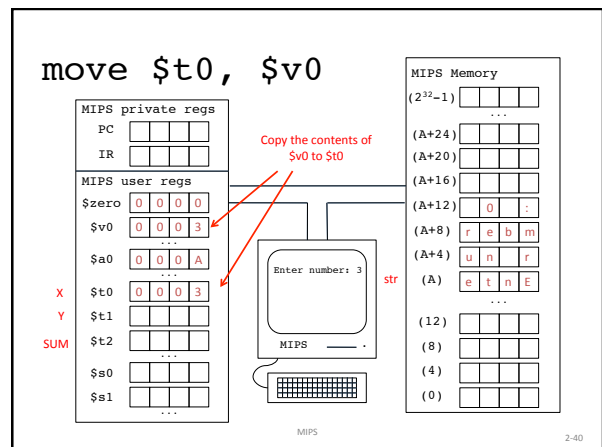 move $t0, $v0
MIPS private regs
PC
IR
MIPS user regs
$zero 0 0 0 0
$v0 0 0 0 3
...
$a0 0 0 0 A
...
X $t0 0 0 0 3
Y $t1
SUM $t2
...
$s0
$s1
...
Copy the contents of
$v0 to $t0
Enter number: 3
MIPS
str
MIPS Memory
(2³²-1)
...
(A+24)
(A+20)
(A+16)
(A+12) 0 :
(A+8) r e b m
(A+4) u n r
(A) e t n E
...
(12)
(8)
(4)
(0)
MIPS
2-40